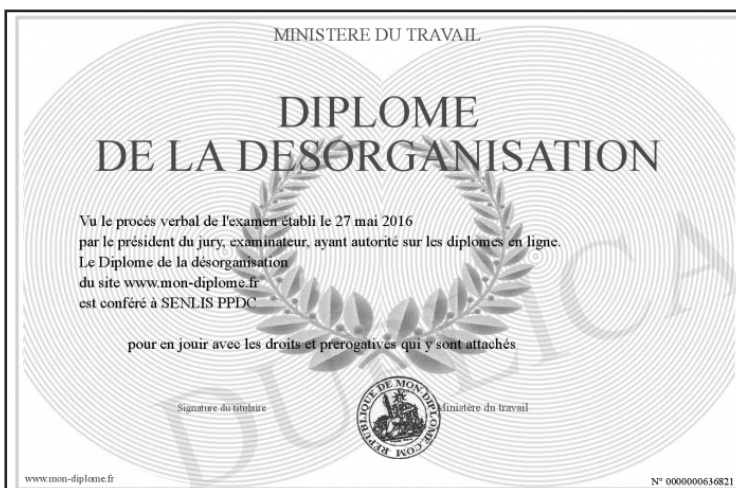 MINISTERE DU TRAVAIL
DIPLOME
DE LA DESORGANISATION
Vu le procès verbal de l'examen établi le 27 mai 2016
par le président du jury, examinateur, ayant autorité sur les diplomes en ligne.
Le Diplome de la désorganisation
du site www.mon-diplome.fr
est conféré à SENLIS PPDC
pour en jouir avec les droits et prerogatives qui y sont attachés
Signature du titulaire
Ministère du travail
REPUBLIQUE DE MON-DIPLOME.COM
DUPLICA
www.mon-diplome.fr
N° 0000000636821